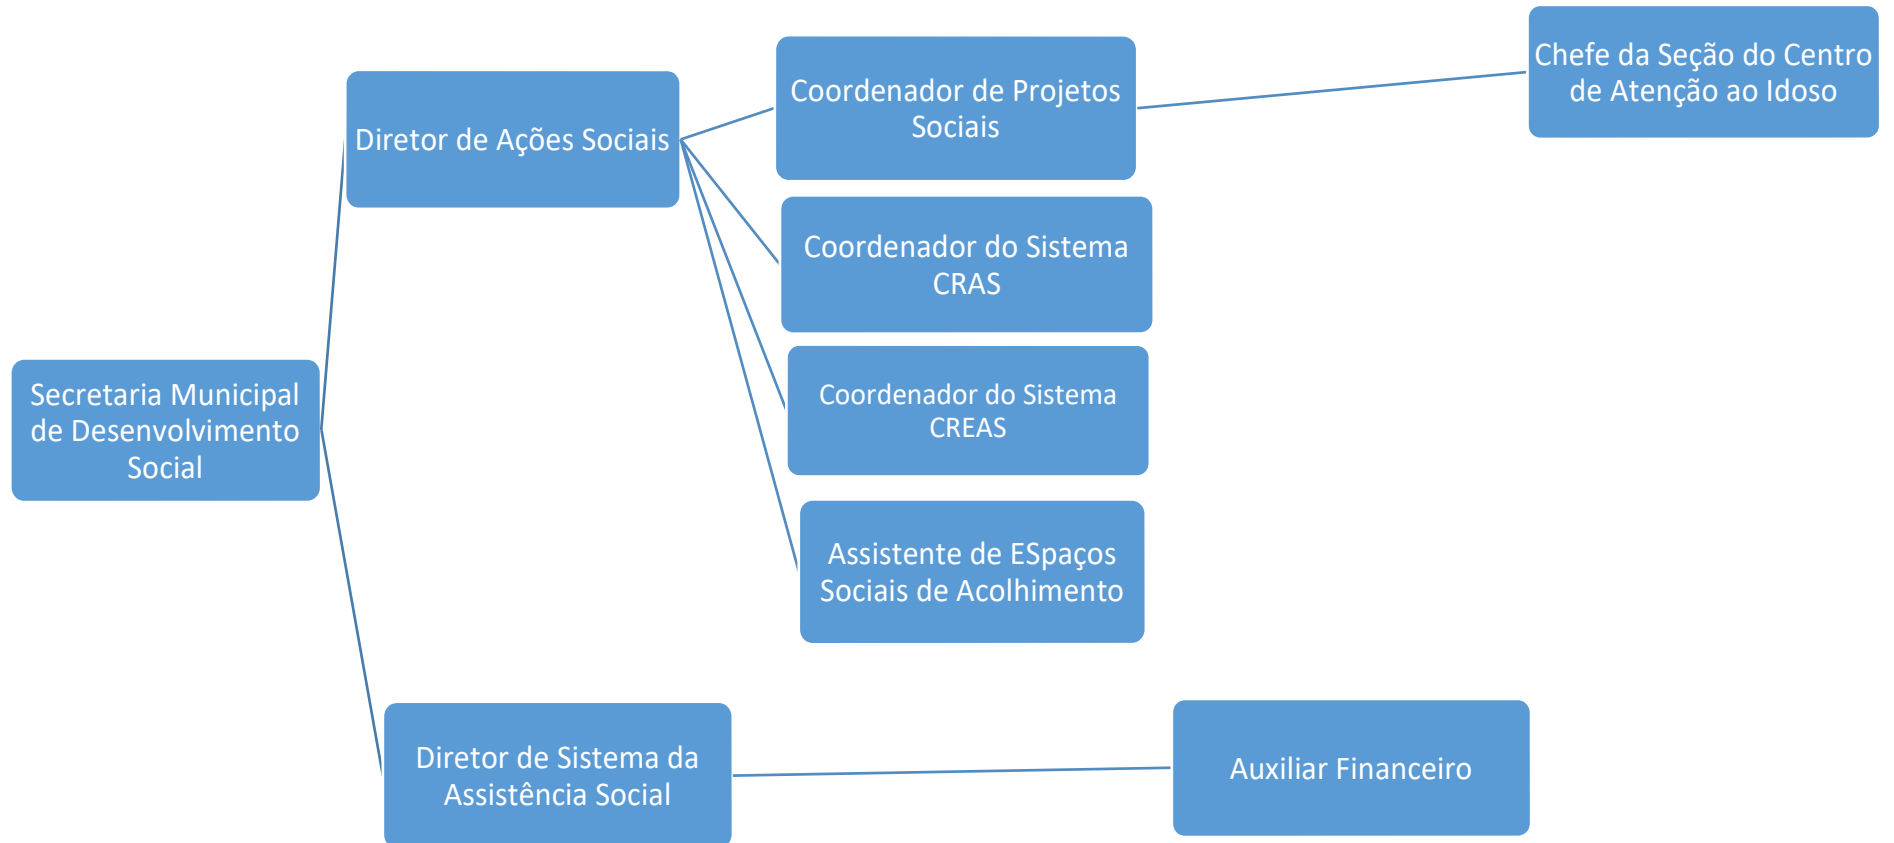 Secretaria Municipal
de Desenvolvimento
Social
Diretor de Ações Sociais
Coordenador de Projetos
Sociais
Chefe da Seção do Centro
de Atenção ao Idoso
Coordenador do Sistema
CRAS
Coordenador do Sistema
CREAS
Assistente de ESpaços
Sociais de Acolhimento
Diretor de Sistema da
Assistência Social
Auxiliar Financeiro